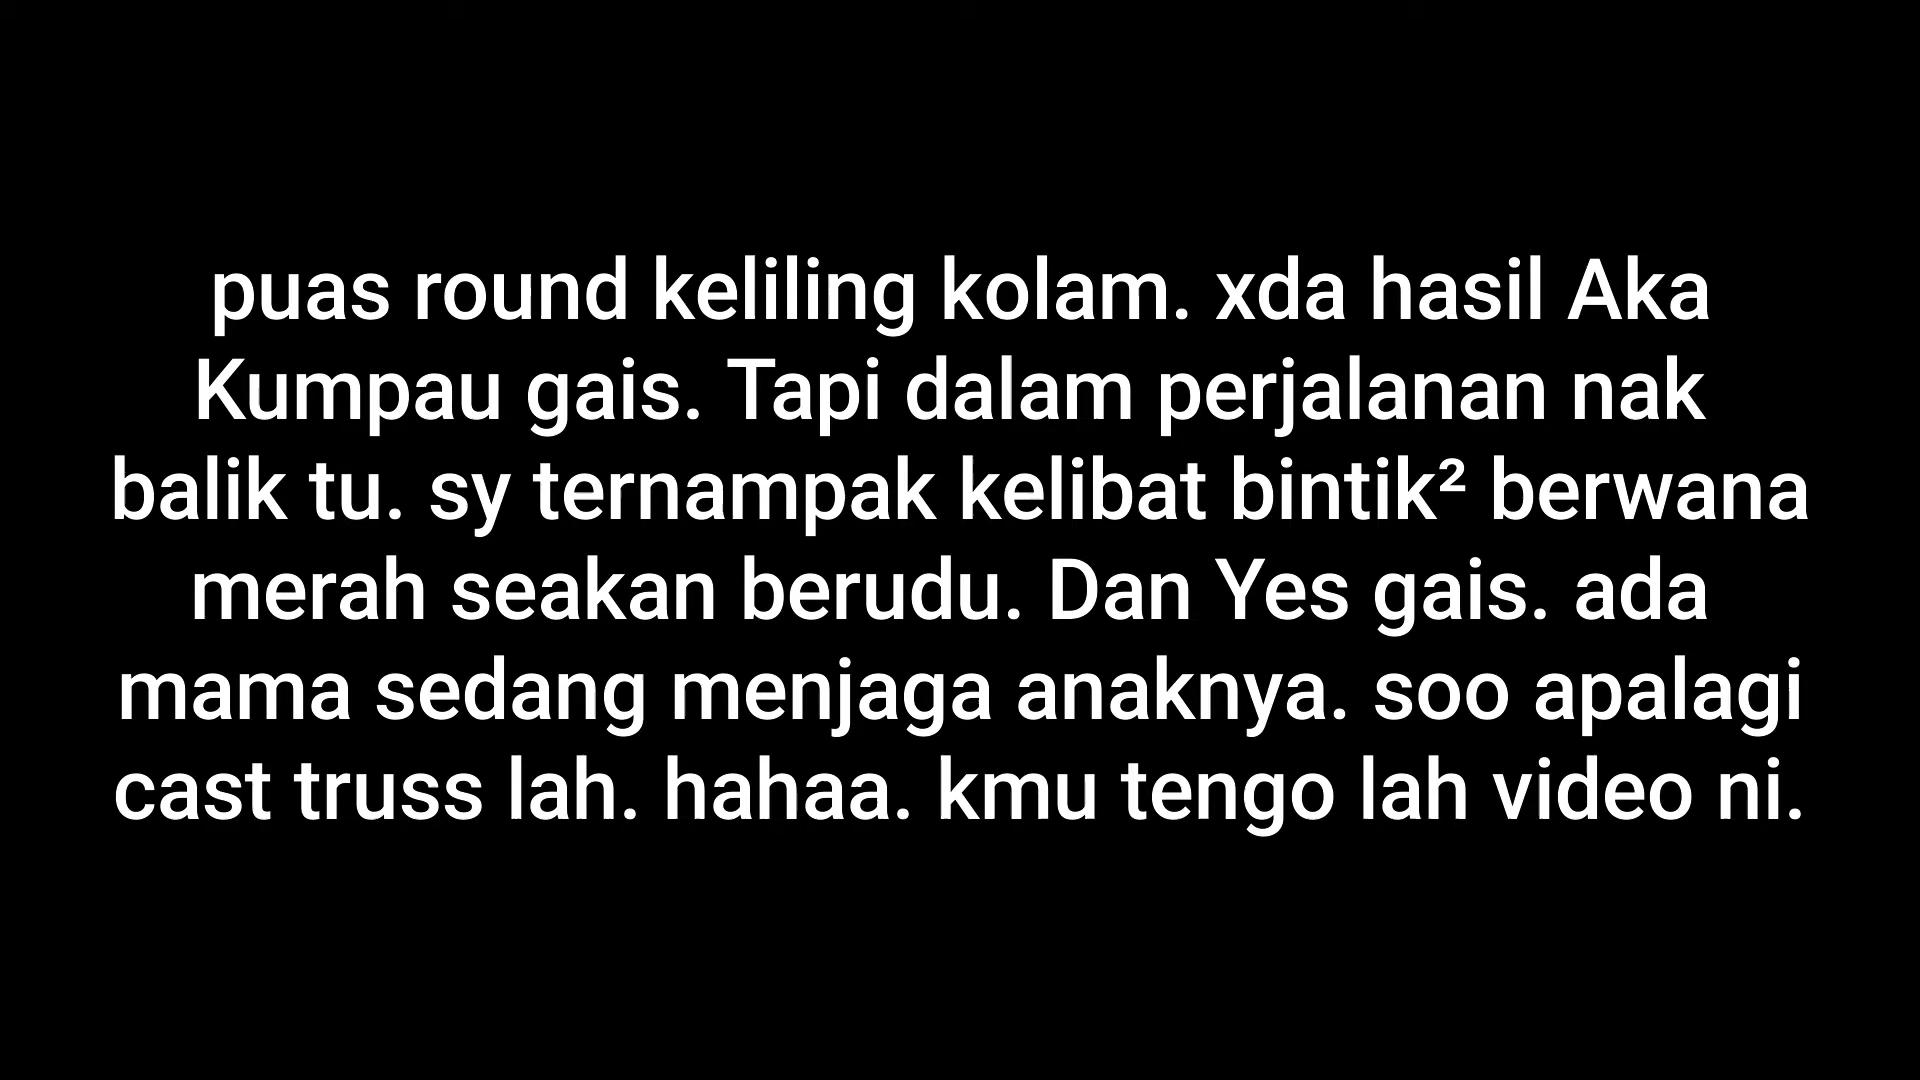 puas round keliling kolam. xda hasil Aka
Kumpau gais. Tapi dalam perjalanan nak
balik tu. sy ternampak kelibat bintik² berwana
merah seakan berudu. Dan Yes gais. ada
mama sedang menjaga anaknya. soo apalagi
cast truss lah. hahaa. kmu tengo lah video ni.